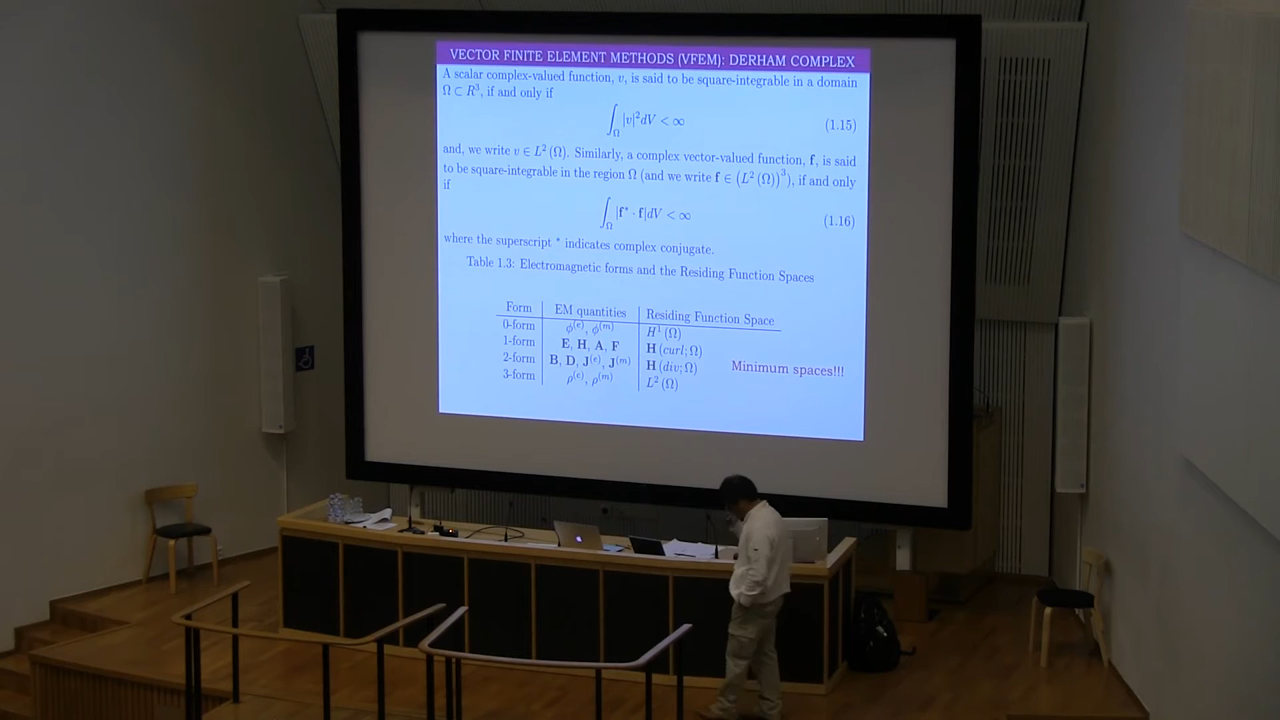 VECTOR FINITE ELEMENT METHODS (VFEM): DERHAM COMPLEX
A scalar complex-valued function, v, is said to be square-integrable in a domain
Ω ⊂ R³, if and only if
∫_Ω |v|² dV < ∞ (1.15)
and, we write v ∈ L² (Ω). Similarly, a complex vector-valued function, f, is said
to be square-integrable in the region Ω (and we write f ∈ (L² (Ω))³), if and only
if
∫_Ω |f* · f| dV < ∞ (1.16)
where the superscript * indicates complex conjugate.
Table 1.3: Electromagnetic forms and the Residing Function Spaces
Form EM quantities Residing Function Space
0-form ϕ⁽ᵉ⁾, ϕ⁽ᵐ⁾ H¹ (Ω)
1-form E, H, A, F H (curl; Ω)
2-form B, D, J⁽ᵉ⁾, J⁽ᵐ⁾ H (div; Ω)
3-form ρ⁽ᵉ⁾, ρ⁽ᵐ⁾ L² (Ω)
Minimum spaces!!!